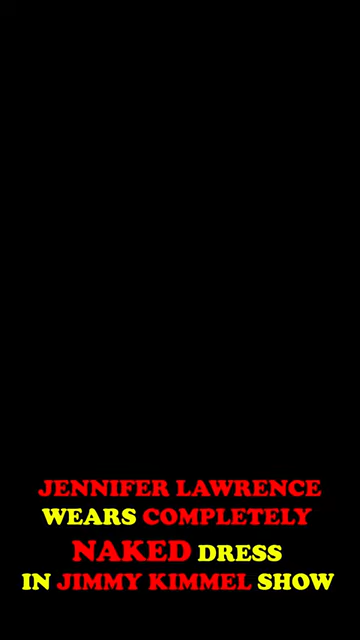 JENNIFER LAWRENCE
WEARS COMPLETELY
NAKED DRESS
IN JIMMY KIMMEL SHOW